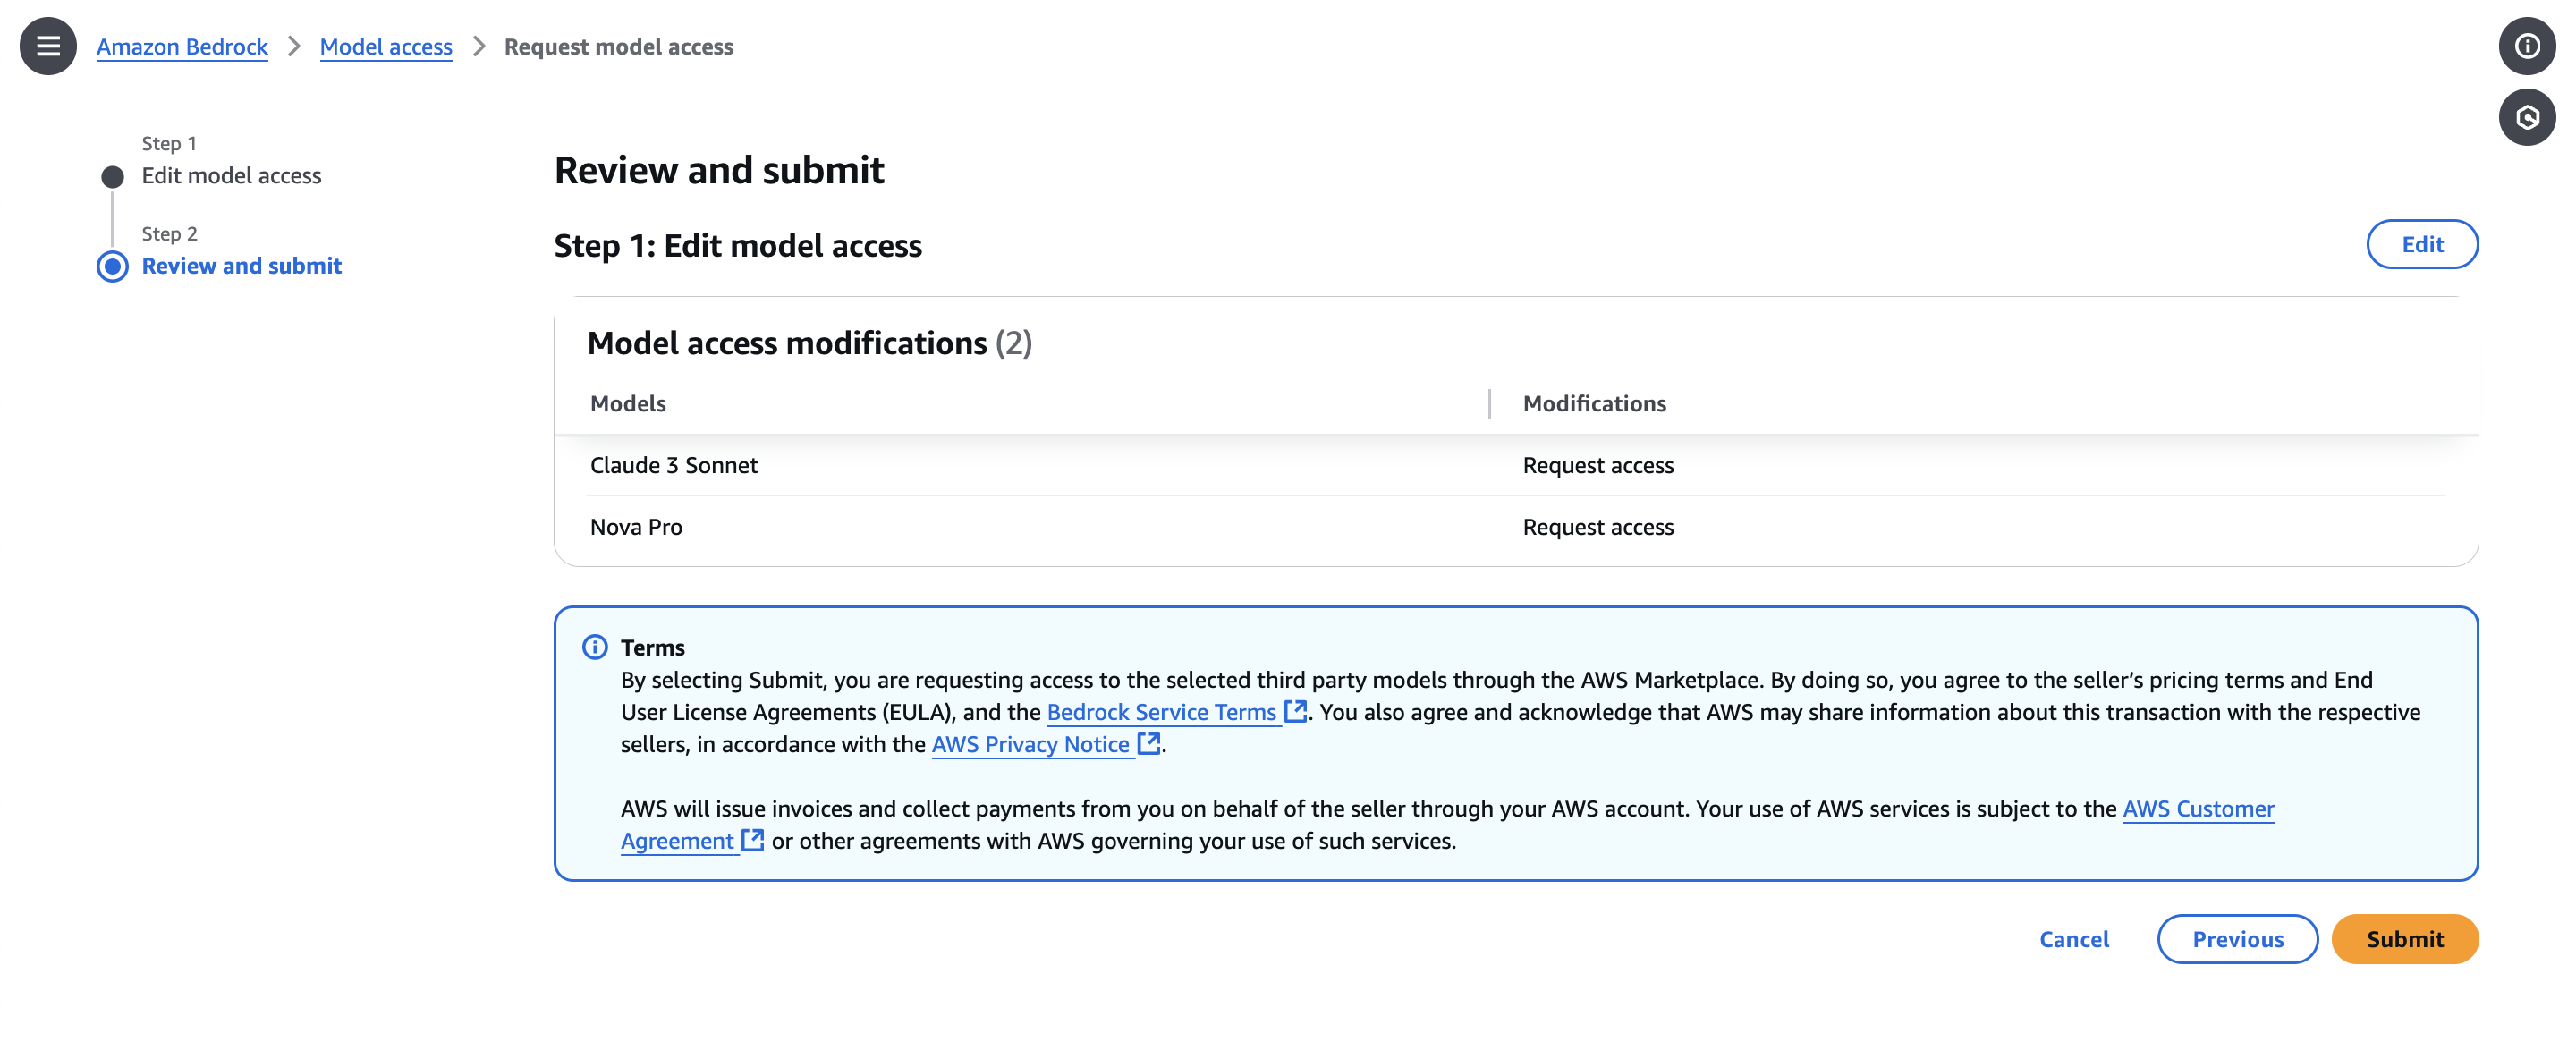 Amazon Bedrock > Model access > Request model access
Step 1
Edit model access
Step 2
Review and submit
Review and submit
Step 1: Edit model access
Edit
Model access modifications (2)
Models Modifications
Claude 3 Sonnet Request access
Nova Pro Request access
Terms
By selecting Submit, you are requesting access to the selected third party models through the AWS Marketplace. By doing so, you agree to the seller’s pricing terms and End
User License Agreements (EULA), and the Bedrock Service Terms. You also agree and acknowledge that AWS may share information about this transaction with the respective
sellers, in accordance with the AWS Privacy Notice.
AWS will issue invoices and collect payments from you on behalf of the seller through your AWS account. Your use of AWS services is subject to the AWS Customer
Agreement or other agreements with AWS governing your use of such services.
Cancel Previous Submit